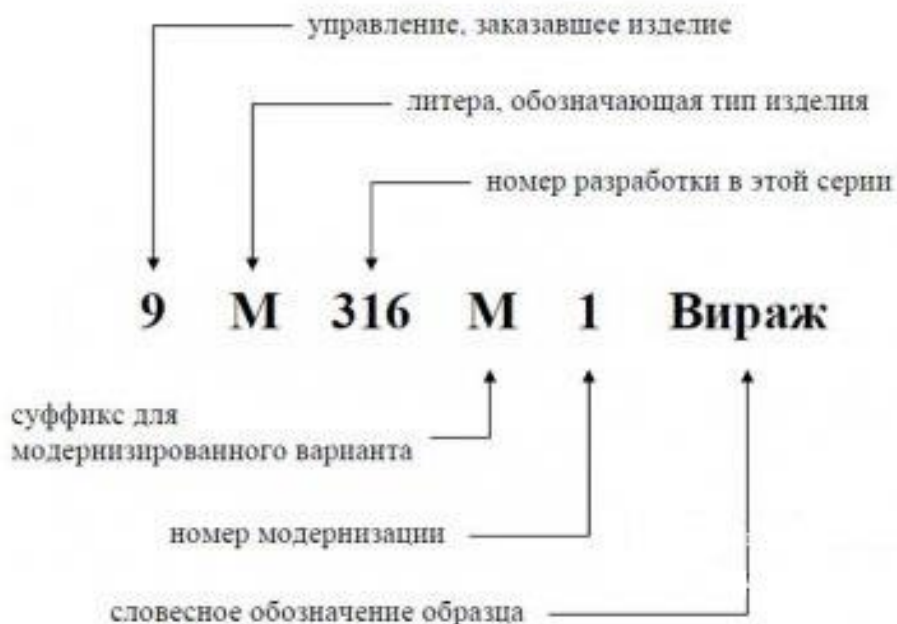 управление, заказавшее изделие
литера, обозначающая тип изделия
номер разработки в этой серии
9 М 316 М 1 Вираж
суффикс для
модернизированного варианта
номер модернизации
словесное обозначение образца